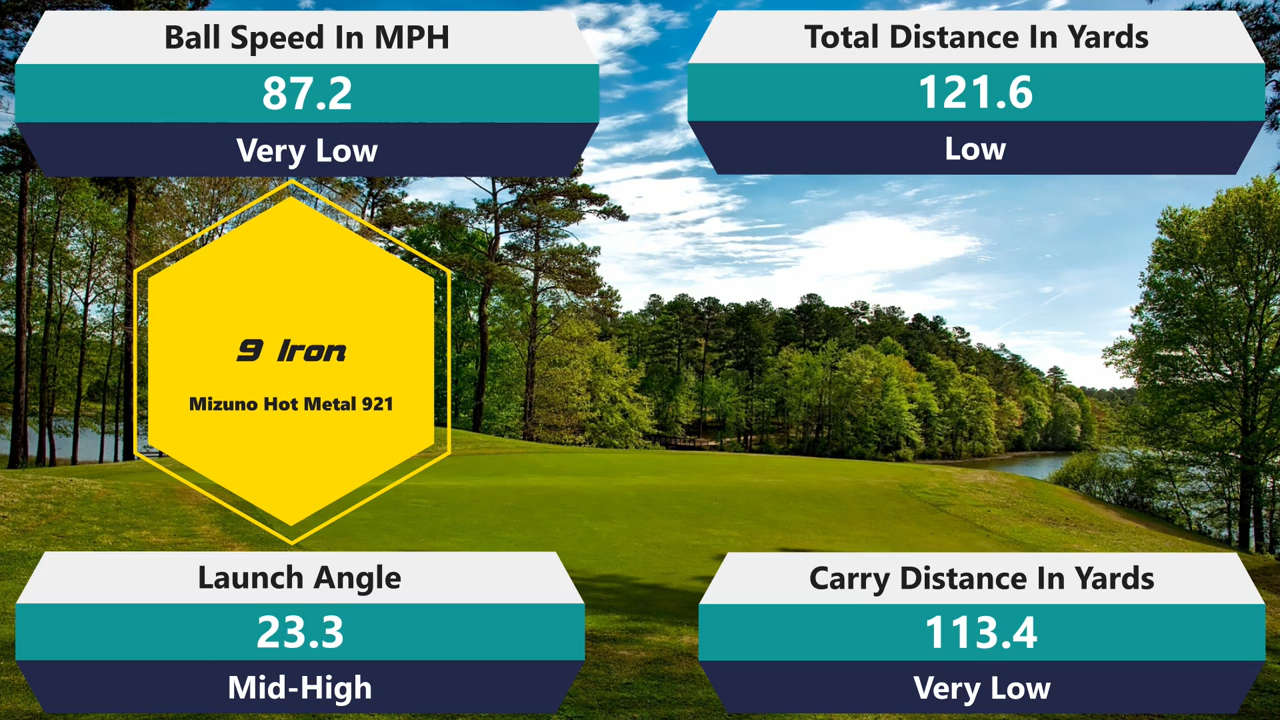 Ball Speed In MPH
87.2
Very Low
Total Distance In Yards
121.6
Low
9 Iron
Mizuno Hot Metal 921
Launch Angle
23.3
Mid-High
Carry Distance In Yards
113.4
Very Low